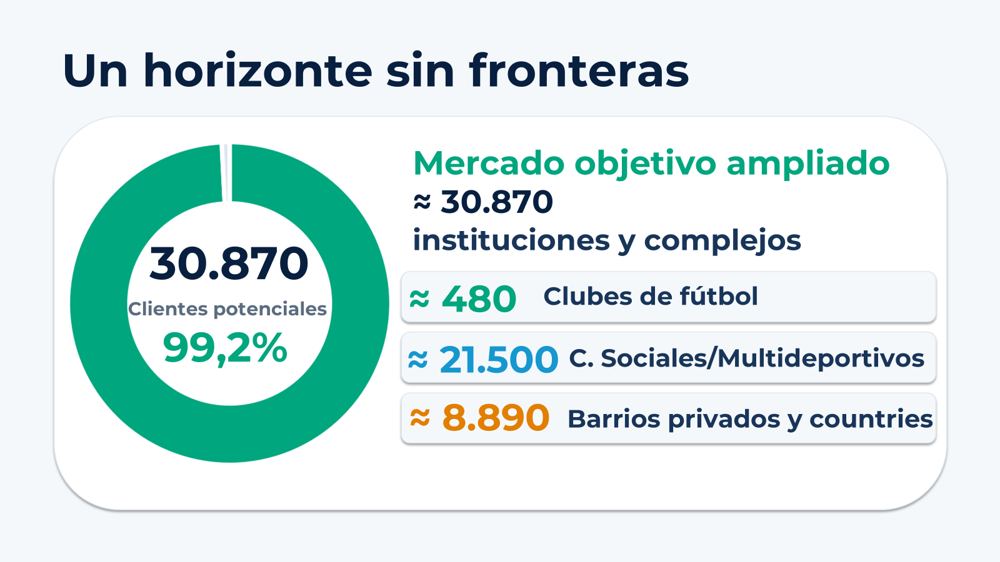 Un horizonte sin fronteras
30.870
Clientes potenciales
99,2%
Mercado objetivo ampliado
≈ 30.870
instituciones y complejos
≈ 480 Clubes de fútbol
≈ 21.500 C. Sociales/Multideportivos
≈ 8.890 Barrios privados y countries